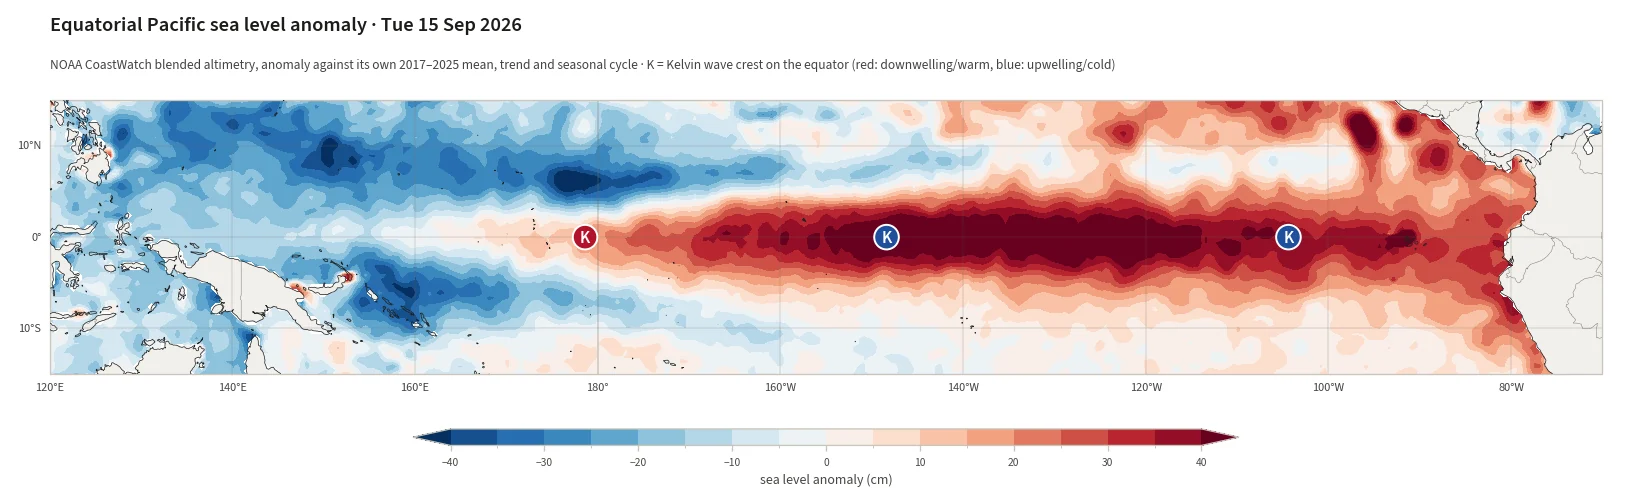 Equatorial Pacific sea level anomaly · Tue 15 Sep 2026
NOAA CoastWatch blended altimetry, anomaly against its own 2017–2025 mean, trend and seasonal cycle · K = Kelvin wave crest on the equator (red: downwelling/warm, blue: upwelling/cold)
10°N
0°
K K K
10°S
120°E 140°E 160°E 180° 160°W 140°W 120°W 100°W 80°W
−40 −30 −20 −10 0 10 20 30 40
sea level anomaly (cm)